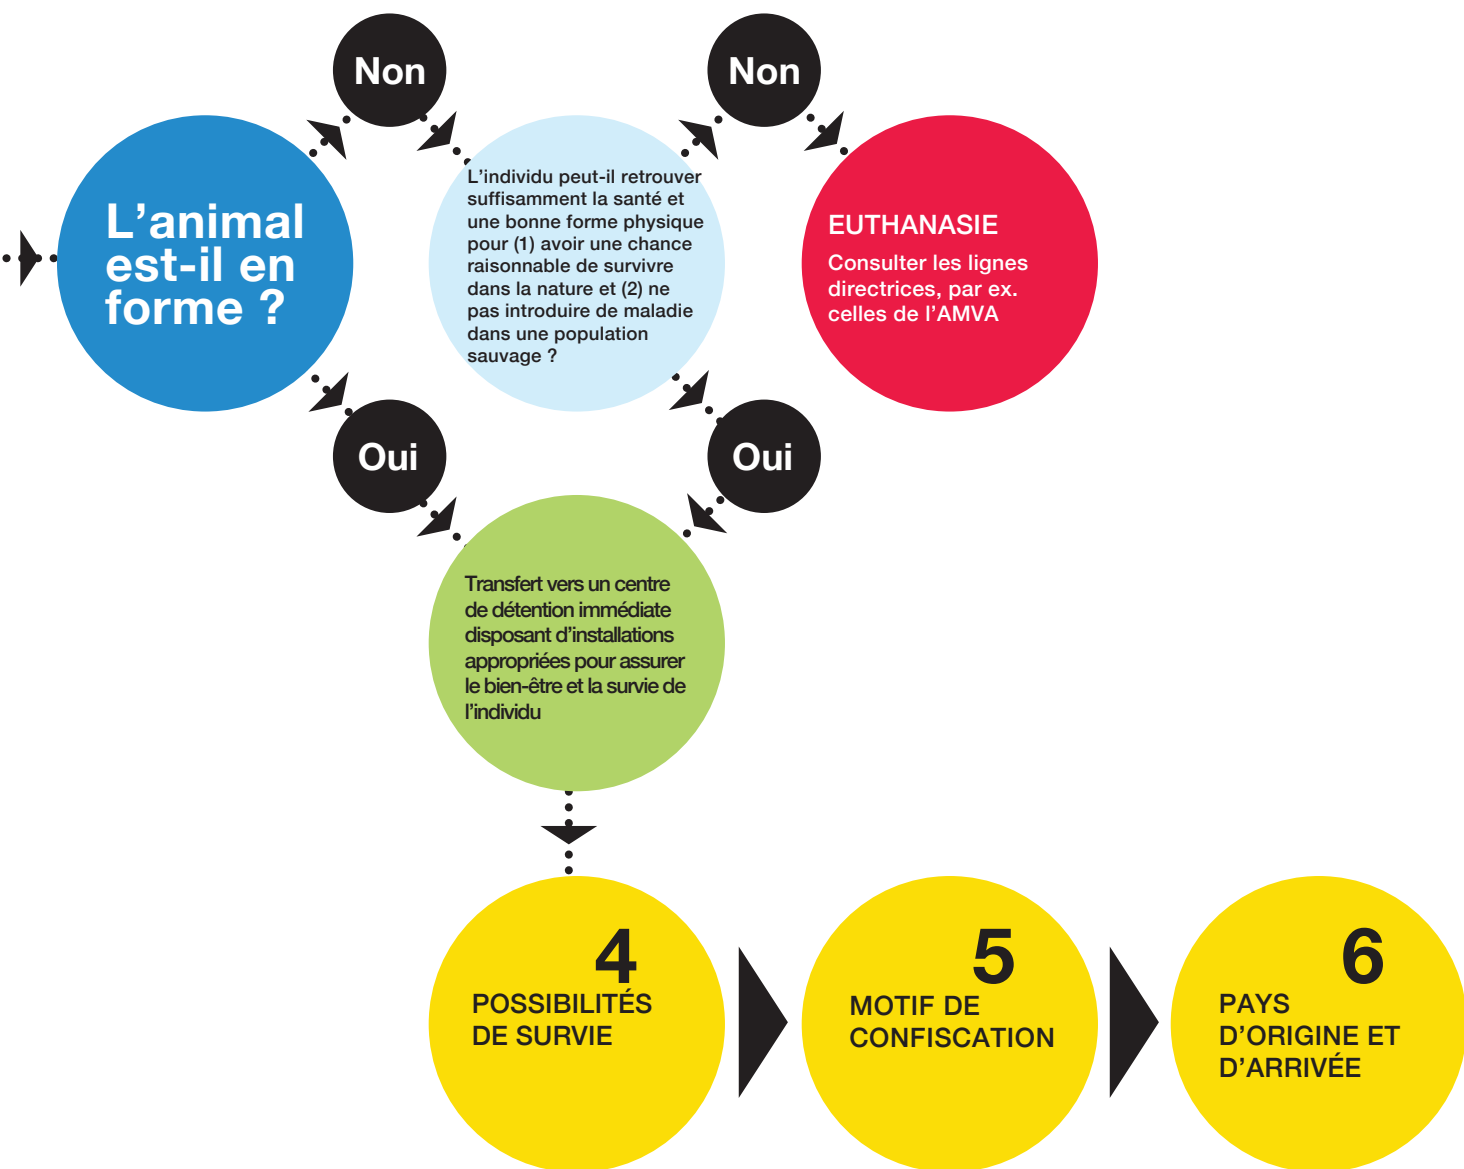 Non
Non
L’animal
est-il en
forme ?
L’individu peut-il retrouver
suffisamment la santé et
une bonne forme physique
pour (1) avoir une chance
raisonnable de survivre
dans la nature et (2) ne
pas introduire de maladie
dans une population
sauvage ?
EUTHANASIE
Consulter les lignes
directrices, par ex.
celles de l’AMVA
Oui
Oui
Transfert vers un centre
de détention immédiate
disposant d’installations
appropriées pour assurer
le bien-être et la survie de
l’individu
4
POSSIBILITÉS
DE SURVIE
5
MOTIF DE
CONFISCATION
6
PAYS
D’ORIGINE ET
D’ARRIVÉE